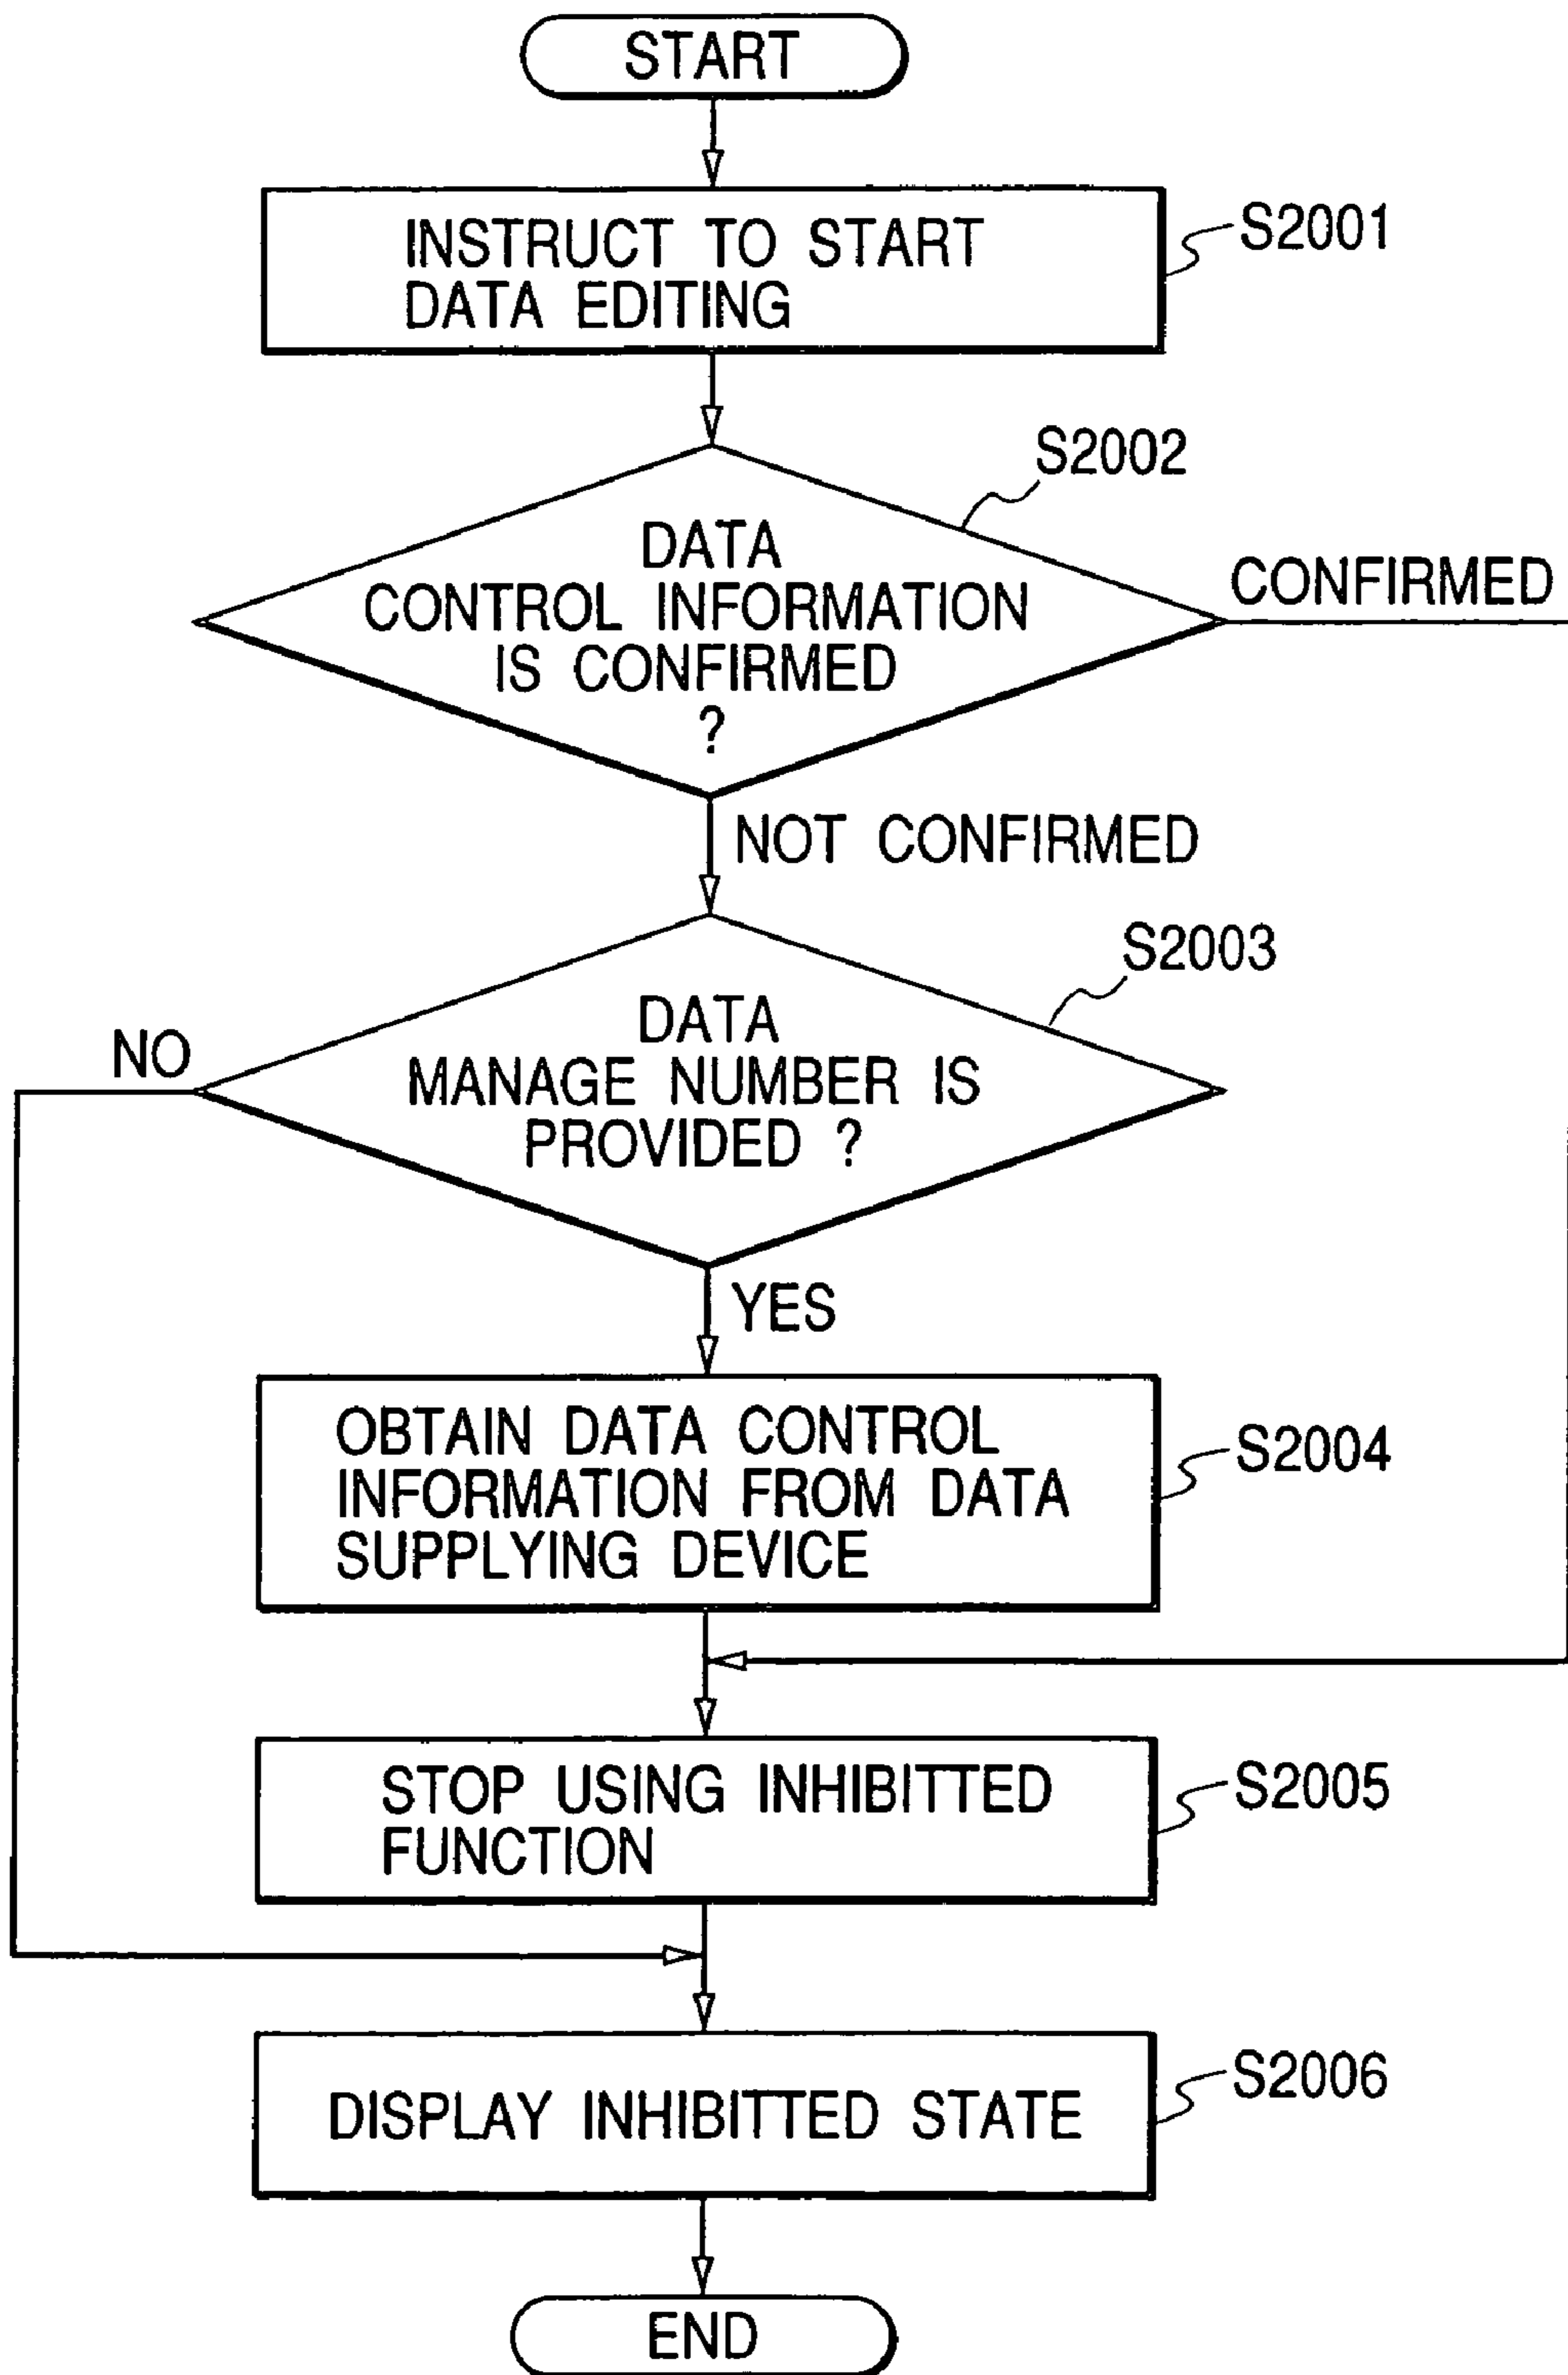 START
INSTRUCT TO START
DATA EDITING
S2001
S2002
DATA
CONTROL INFORMATION
IS CONFIRMED
?
CONFIRMED
NOT CONFIRMED
S2003
DATA
MANAGE NUMBER IS
PROVIDED ?
NO
YES
OBTAIN DATA CONTROL
INFORMATION FROM DATA
SUPPLYING DEVICE
S2004
STOP USING INHIBITTED
FUNCTION
S2005
DISPLAY INHIBITTED STATE
S2006
END